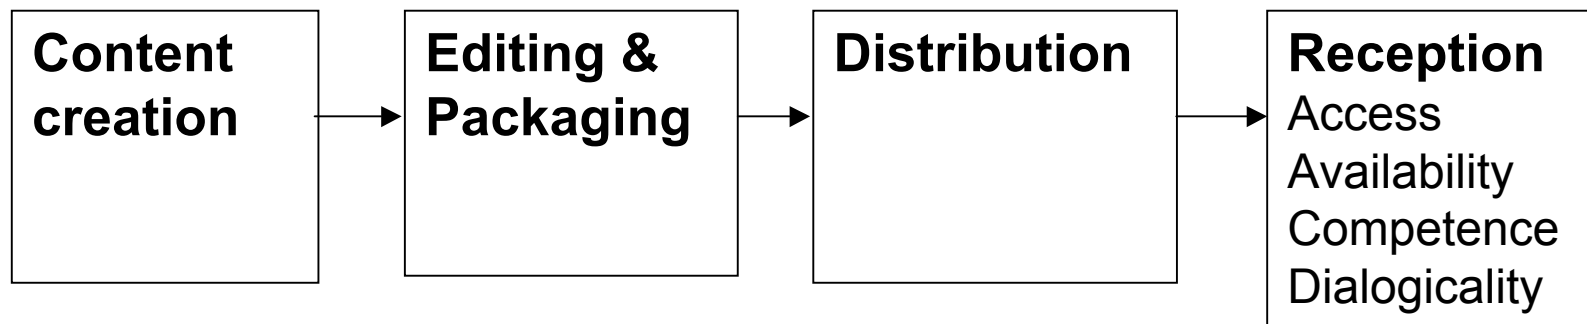 Content
creation
Editing &
Packaging
Distribution
Reception
Access
Availability
Competence
Dialogicality